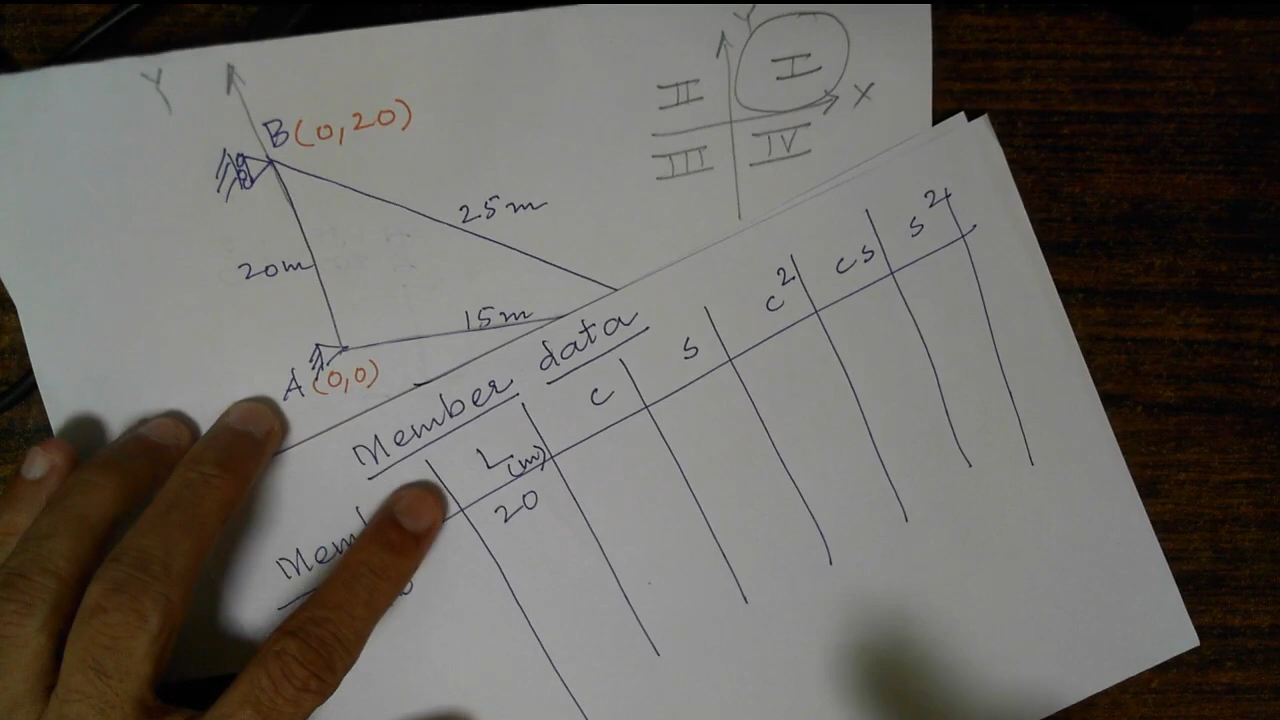 Y
B(0,20)
25m
20m
15m
A(0,0)
Y
II
I
X
III
IV
Member data
L(m)
c
s
c²
cs
s²
20